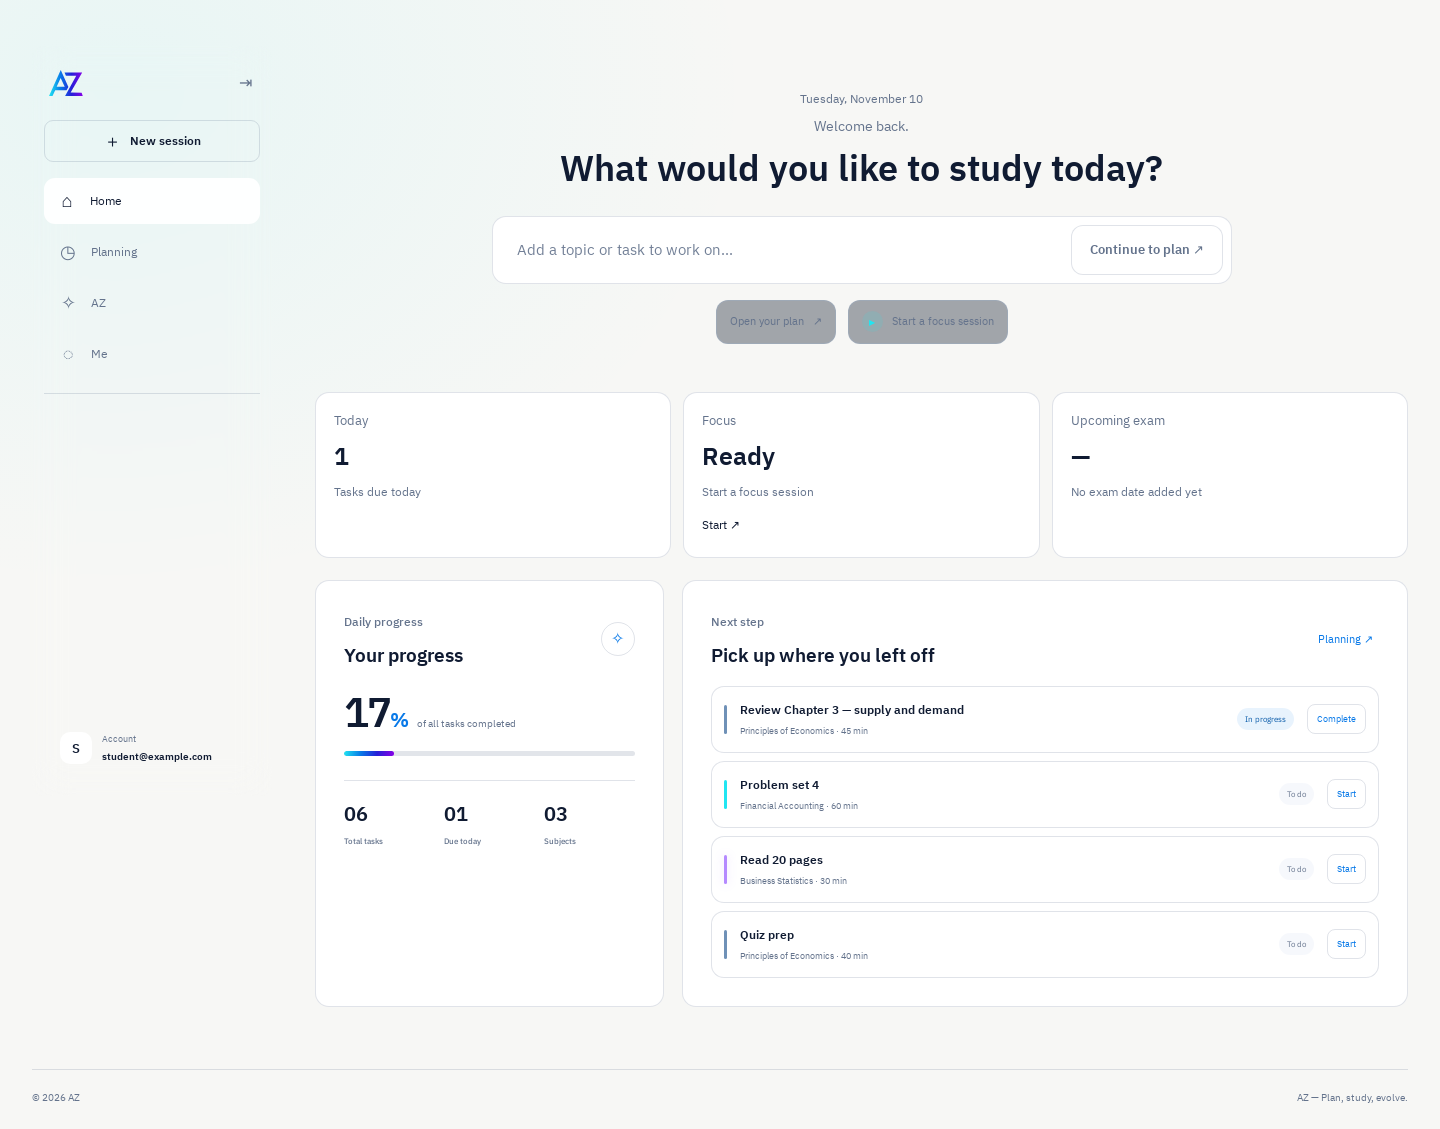 AZ
New session
Home
Planning
AZ
Me
Account
S
student@example.com
Tuesday, November 10
Welcome back.
What would you like to study today?
Add a topic or task to work on...
Continue to plan ↗
Open your plan ↗
Start a focus session
Today
1
Tasks due today
Focus
Ready
Start a focus session
Start ↗
Upcoming exam
—
No exam date added yet
Daily progress
Your progress
17% of all tasks completed
06
Total tasks
01
Due today
03
Subjects
Next step
Pick up where you left off
Planning ↗
Review Chapter 3 — supply and demand
Principles of Economics · 45 min
In progress
Complete
Problem set 4
Financial Accounting · 60 min
To do
Start
Read 20 pages
Business Statistics · 30 min
To do
Start
Quiz prep
Principles of Economics · 40 min
To do
Start
© 2026 AZ
AZ — Plan, study, evolve.